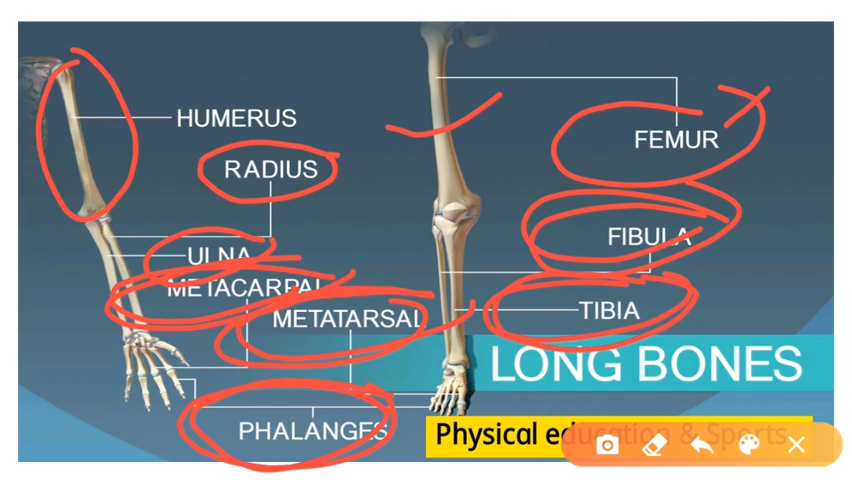 HUMERUS
RADIUS
ULNA
METACARPAL
METATARSAL
PHALANGES
FEMUR
FIBULA
TIBIA
LONG BONES
Physical education & Sports